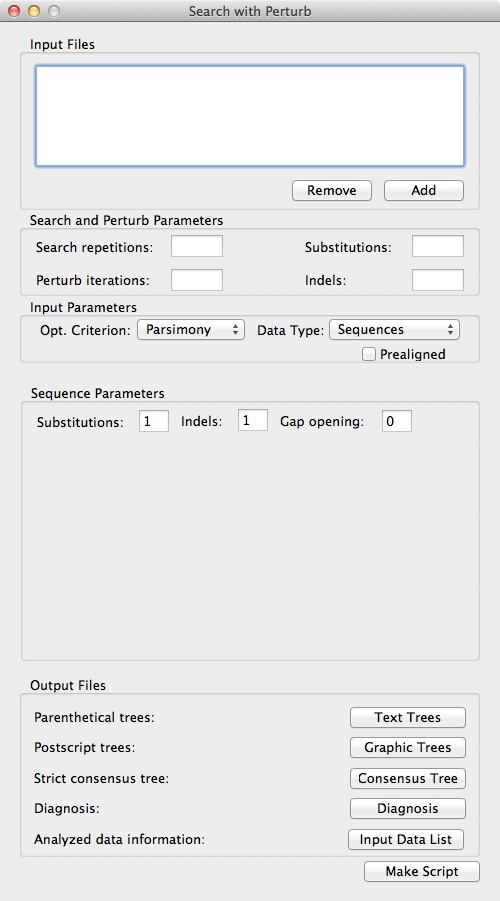 Search with Perturb
Input Files
Remove Add
Search and Perturb Parameters
Search repetitions: Substitutions:
Perturb iterations: Indels:
Input Parameters
Opt. Criterion: Parsimony Data Type: Sequences
Prealigned
Sequence Parameters
Substitutions: 1 Indels: 1 Gap opening: 0
Output Files
Parenthetical trees: Text Trees
Postscript trees: Graphic Trees
Strict consensus tree: Consensus Tree
Diagnosis: Diagnosis
Analyzed data information: Input Data List
Make Script